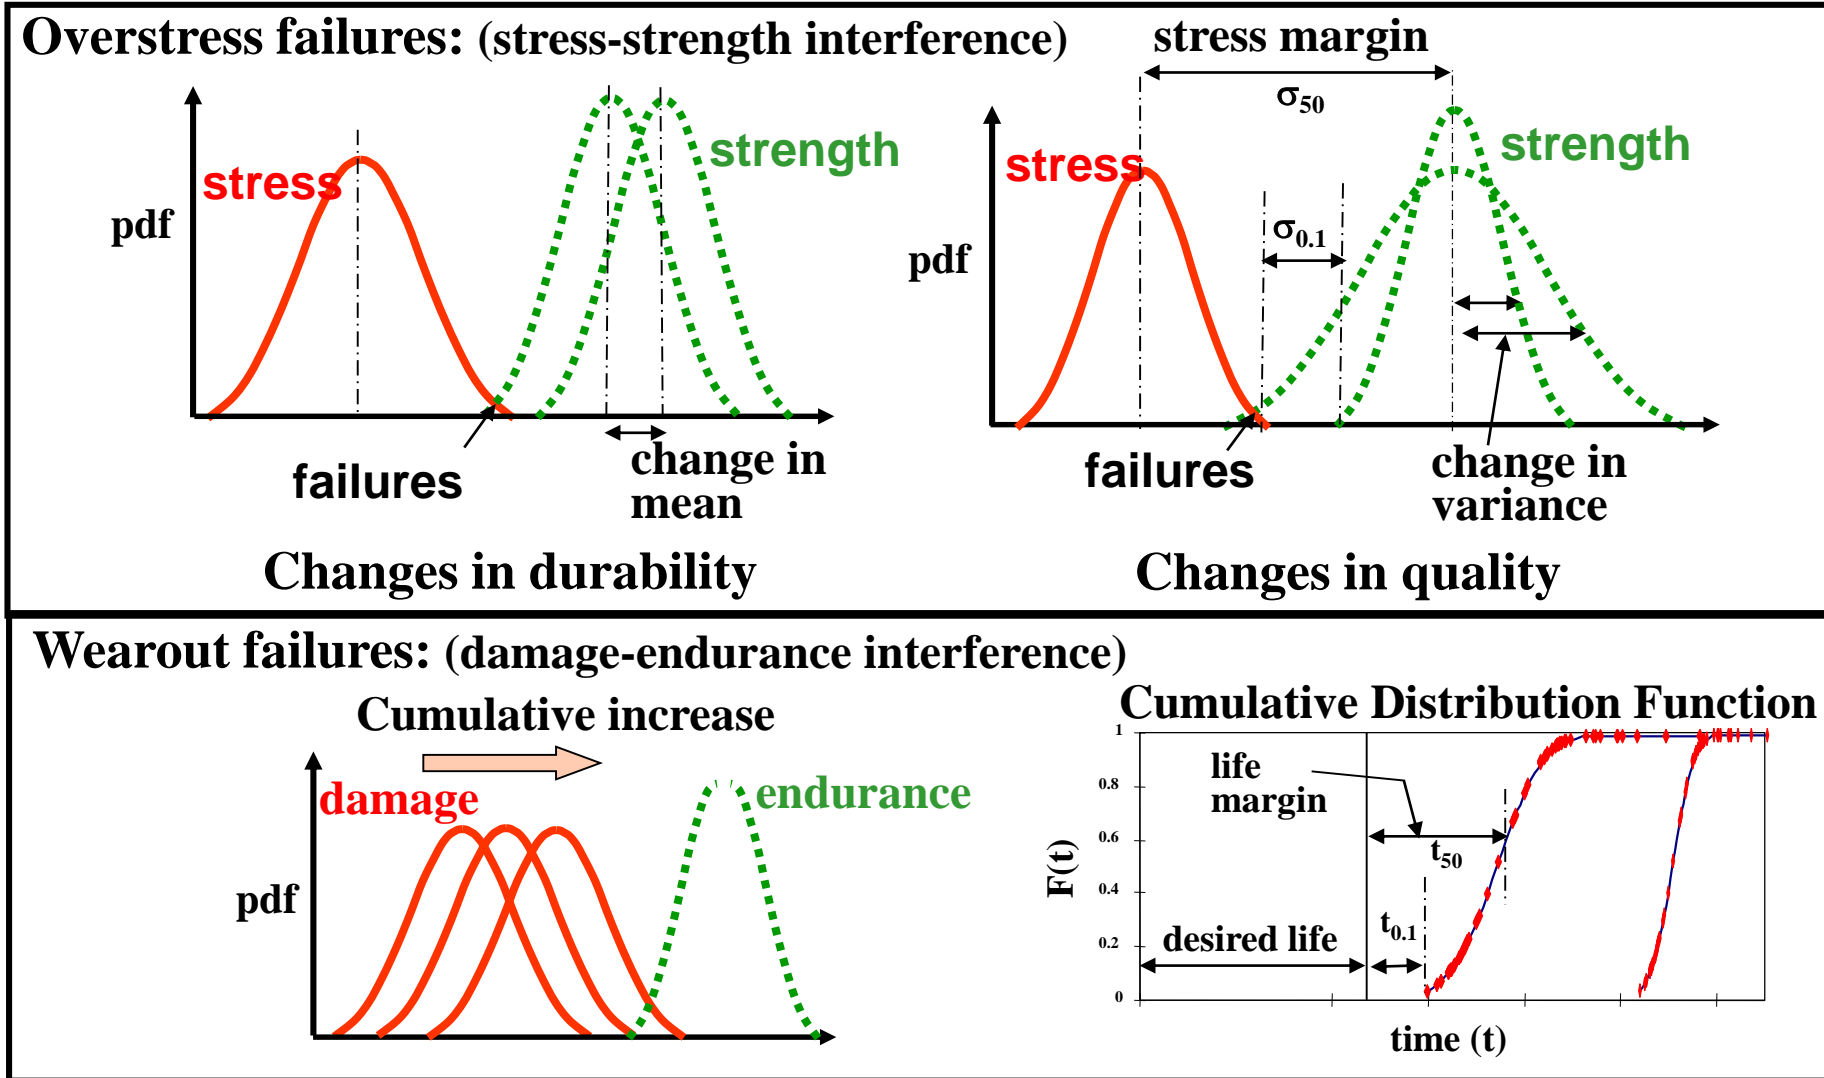 Overstress failures: (stress-strength interference)
stress margin
σ50
stress
strength
pdf
failures
change in
mean
Changes in durability
stress
strength
σ0.1
pdf
failures
change in
variance
Changes in quality
Wearout failures: (damage-endurance interference)
Cumulative increase
damage
endurance
pdf
Cumulative Distribution Function
1
0.8
0.6
0.4
0.2
0
F(t)
life
margin
t50
t0.1
desired life
time (t)